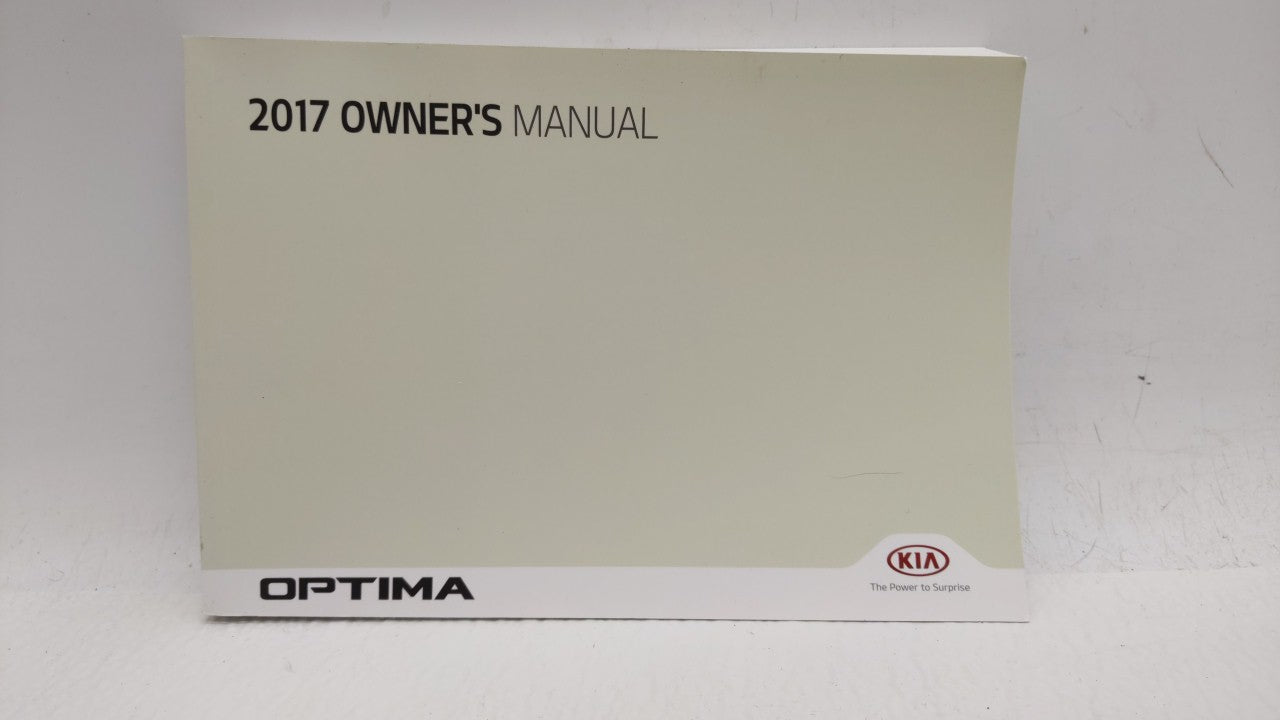 2017 OWNER'S MANUAL
OPTIMA
KIA
The Power to Surprise